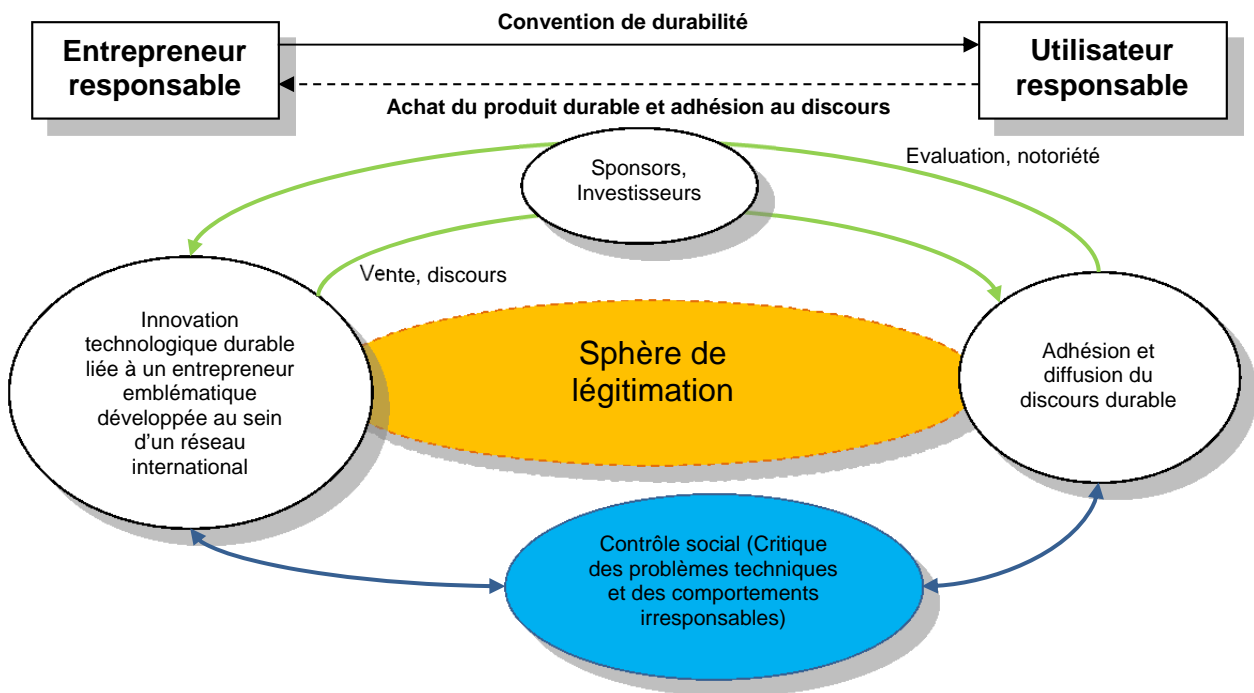 Convention de durabilité
Entrepreneur
responsable
Utilisateur
responsable
Achat du produit durable et adhésion au discours
Sponsors,
Investisseurs
Evaluation, notoriété
Vente, discours
Innovation
technologique durable
liée à un entrepreneur
emblématique
développée au sein
d’un réseau
international
Sphère de
légitimation
Adhésion et
diffusion du
discours durable
Contrôle social (Critique
des problèmes techniques
et des comportements
irresponsables)